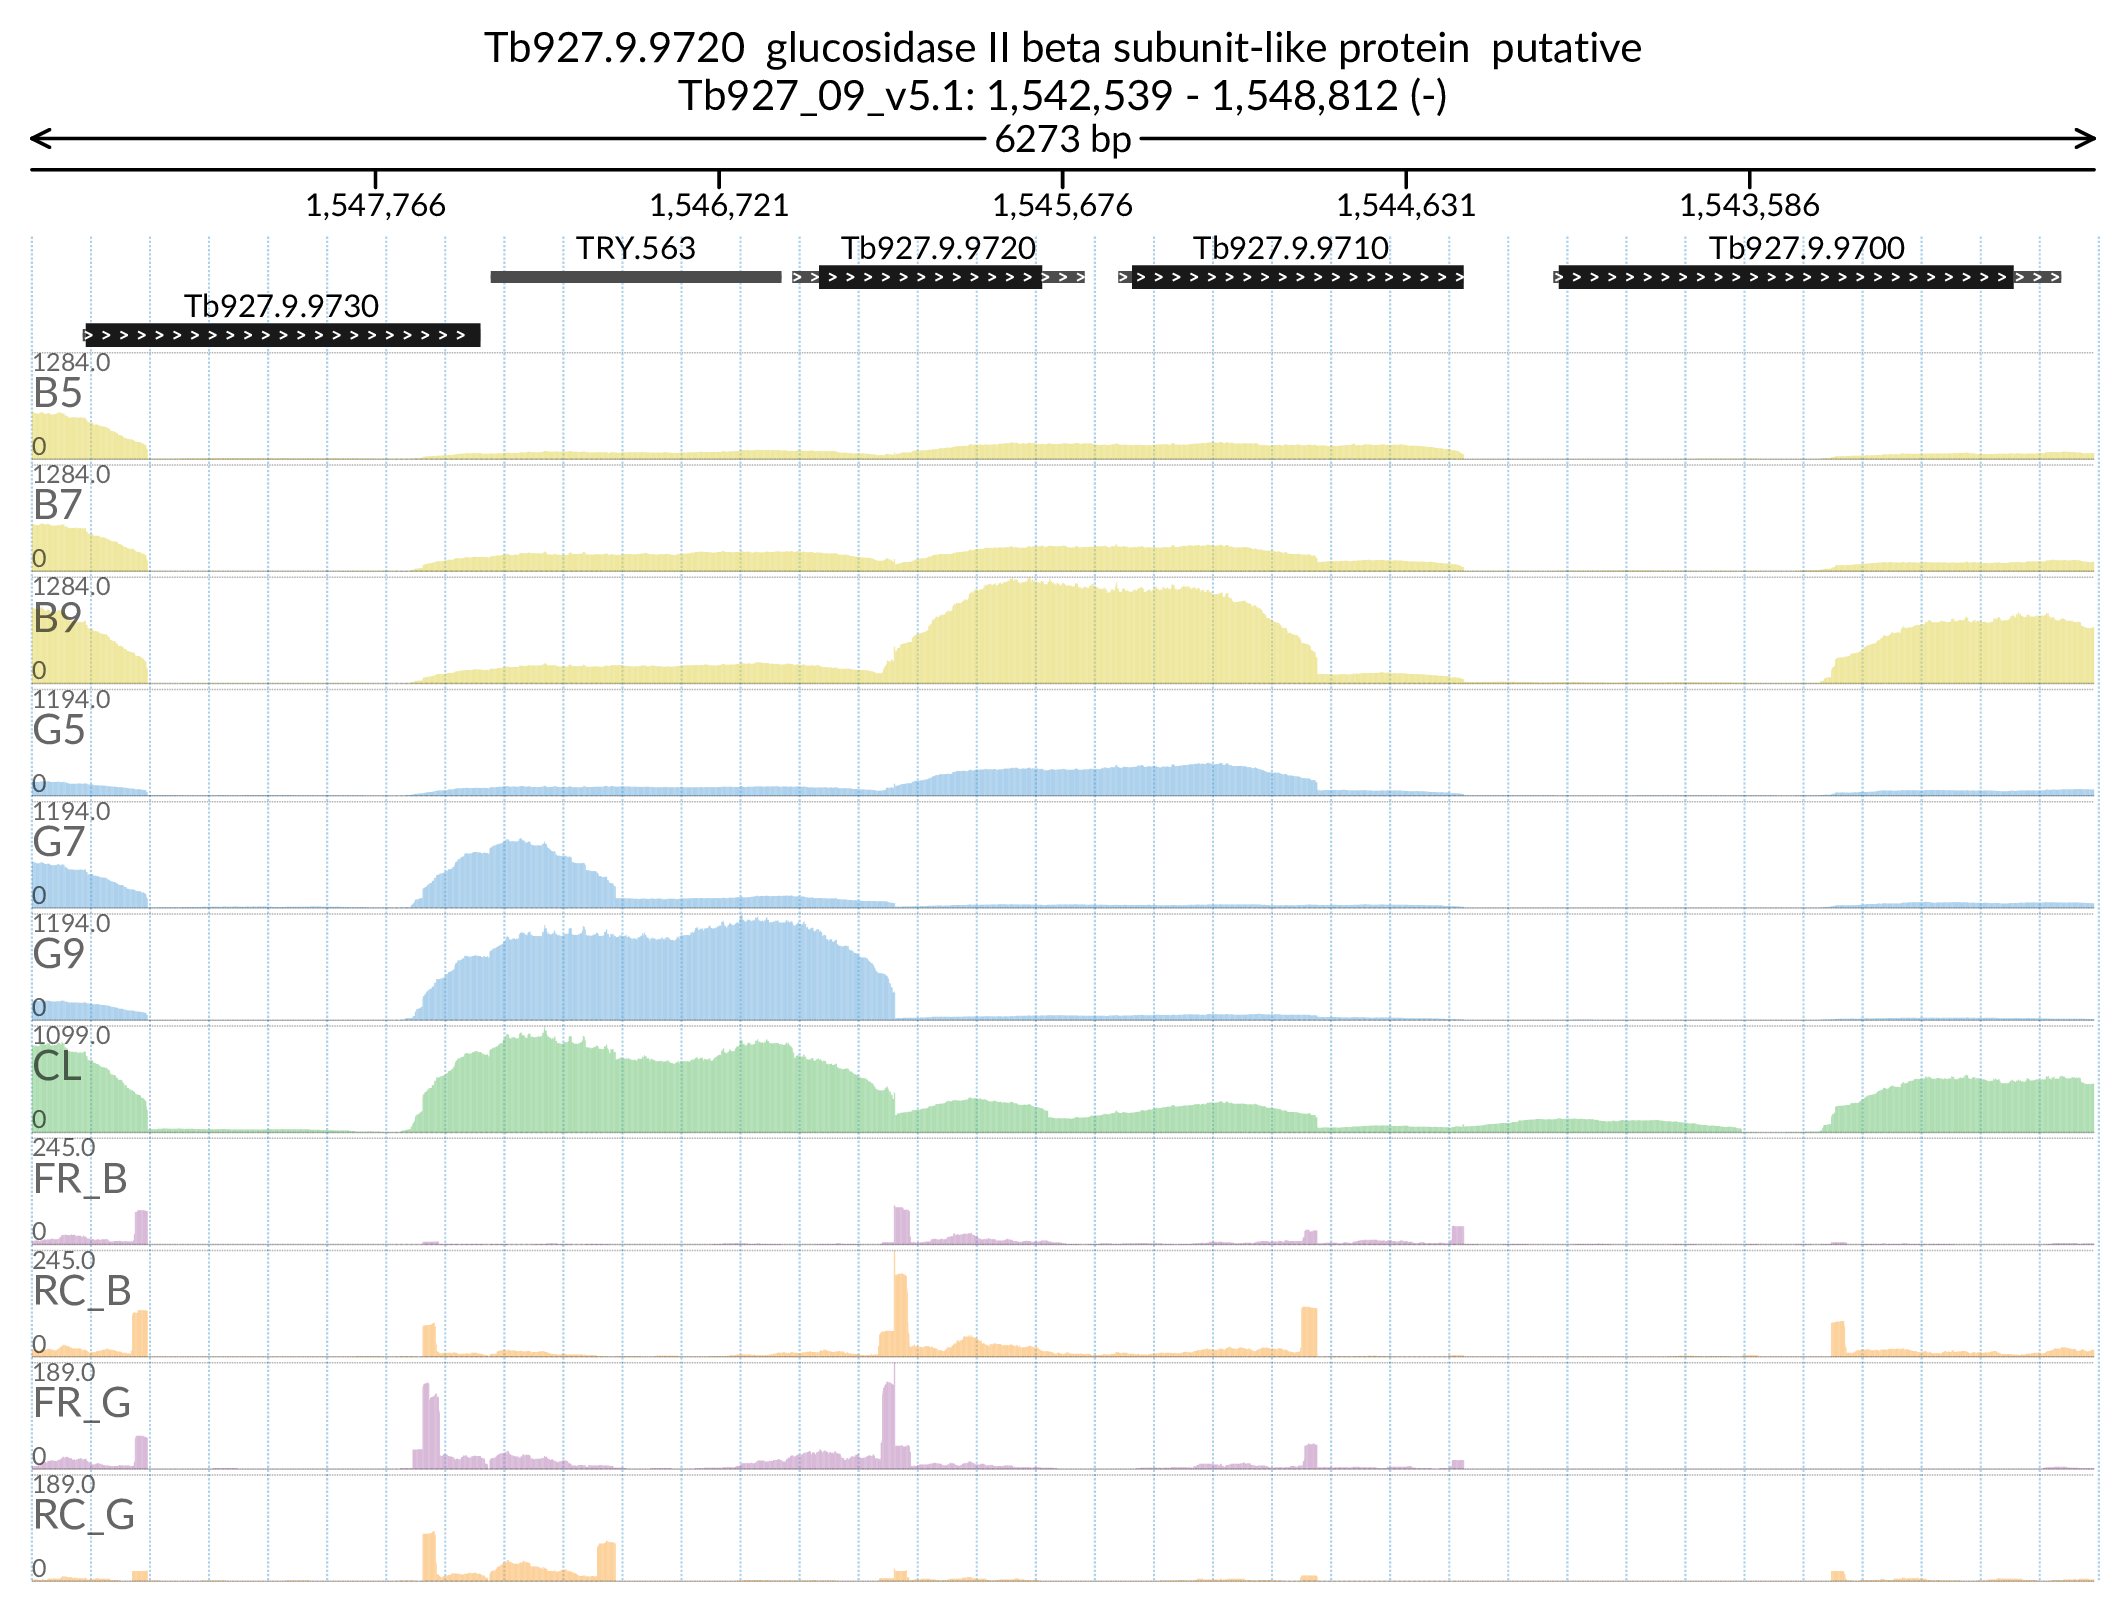 Tb927.9.9720  glucosidase II beta subunit-like protein  putative
Tb927_09_v5.1: 1,542,539 - 1,548,812 (-)
6273 bp
1,547,766 1,546,721 1,545,676 1,544,631 1,543,586
TRY.563 Tb927.9.9720 Tb927.9.9710 Tb927.9.9700
Tb927.9.9730
1284.0
B5
0
1284.0
B7
0
1284.0
B9
0
1194.0
G5
0
1194.0
G7
0
1194.0
G9
0
1099.0
CL
0
245.0
FR_B
0
245.0
RC_B
0
189.0
FR_G
0
189.0
RC_G
0